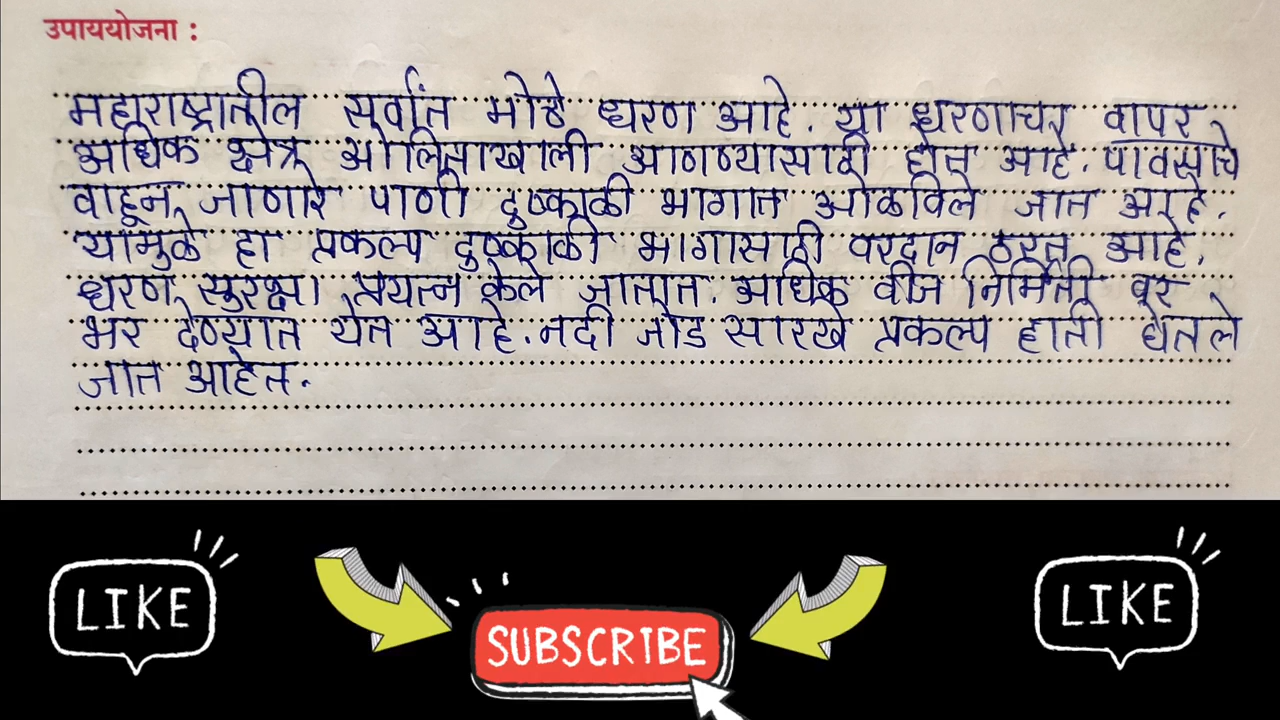 उपाययोजना :
महाराष्ट्रातील सर्वात मोठे धरण आहे. या धरणाचा वापर
अधिक क्षेत्र ओलिताखाली आणण्यासाठी होत आहे. पावसाचे
वाहून जाणारे पाणी दुष्काळी भागात ओळविले जात आहे.
यामुळे हा प्रकल्प दुष्काळी भागासाठी वरदान ठरत आहे.
धरण सुरक्षा प्रयत्न केले जातात. अधिक वीज निर्मिती वर
भर देण्यात येत आहे. नदी जोड सारखे प्रकल्प हाती घेतले
जात आहेत.
LIKE
SUBSCRIBE
LIKE